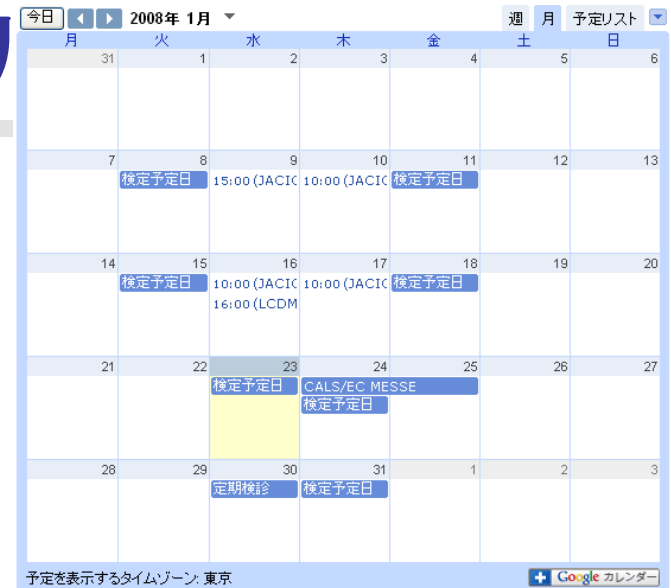 今日 2008年 1月 週 月 予定リスト
月 火 水 木 金 土 日
31 1 2 3 4 5 6
7 8 9 10 11 12 13
検定予定日 15:00 (JACIC 10:00 (JACIC 検定予定日
14 15 16 17 18 19 20
検定予定日 10:00 (JACIC 10:00 (JACIC 検定予定日
16:00 (LCDM
21 22 23 24 25 26 27
検定予定日 CALS/EC MESSE
検定予定日
28 29 30 31 1 2 3
定期検診 検定予定日
予定を表示するタイムゾーン: 東京 Google カレンダー